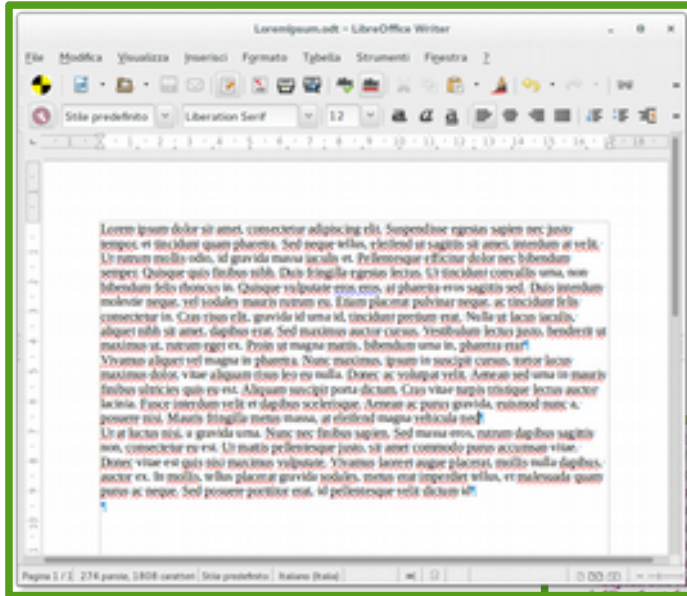 Loremipsum.odt - LibreOffice Writer
File Modifica Visualizza Inserisci Formato Tabella Strumenti Finestra ?
Stile predefinito Liberation Serif 12
Lorem ipsum dolor sit amet, consectetur adipiscing elit. Suspendisse egestas sapien nec justo
tempor, et tincidunt quam pharetra. Sed neque tellus, eleifend ut sagittis sit amet, interdum at velit.
Ut rutrum mollis odio, id gravida massa iaculis et. Pellentesque efficitur dolor nec bibendum
semper. Quisque quis finibus nibh. Duis fringilla egestas lectus. Ut tincidunt convallis urna, non
bibendum felis rhoncus in. Quisque vulputate eros eros, at pharetra eros sagittis sed. Duis interdum
molestie neque, vel sodales mauris rutrum eu. Etiam placerat pulvinar neque, ac tincidunt felis
consectetur in. Cras risus elit, gravida id urna id, tincidunt pretium erat. Nulla ut lacus iaculis,
aliquet nibh sit amet, dapibus erat. Sed maximus auctor cursus. Vestibulum lectus justo, hendrerit ut
maximus ut, rutrum eget ex. Proin ut magna mattis, bibendum urna in, pharetra erat¶
Vivamus aliquet vel magna in pharetra. Nunc maximus, ipsum in suscipit cursus, tortor lacus
maximus dolor, vitae aliquam risus leo eu nulla. Donec ac volutpat velit. Aenean sed urna in mauris
finibus ultricies quis eu est. Aliquam suscipit porta dictum. Cras vitae turpis tristique lectus auctor
lacinia. Fusce interdum velit et dapibus scelerisque. Aenean ac purus gravida, euismod nunc a,
posuere nisi. Mauris fringilla metus massa, at eleifend magna vehicula sed¶
Ut at luctus nisi, a gravida urna. Nunc nec finibus sapien. Sed massa eros, rutrum dapibus sagittis
non, consectetur eu est. Ut mattis pellentesque justo, sit amet commodo purus accumsan vitae.
Donec vitae est quis nisi maximus vulputate. Vivamus laoreet augue placerat, mollis nulla dapibus,
auctor ex. In mollis, tellus placerat gravida sodales, metus erat imperdiet tellus, et malesuada quam
purus ac neque. Sed posuere porttitor erat, id pellentesque velit dictum id¶
¶
Pagina 1 / 1 274 parole, 1808 caratteri Stile predefinito Italiano (Italia)